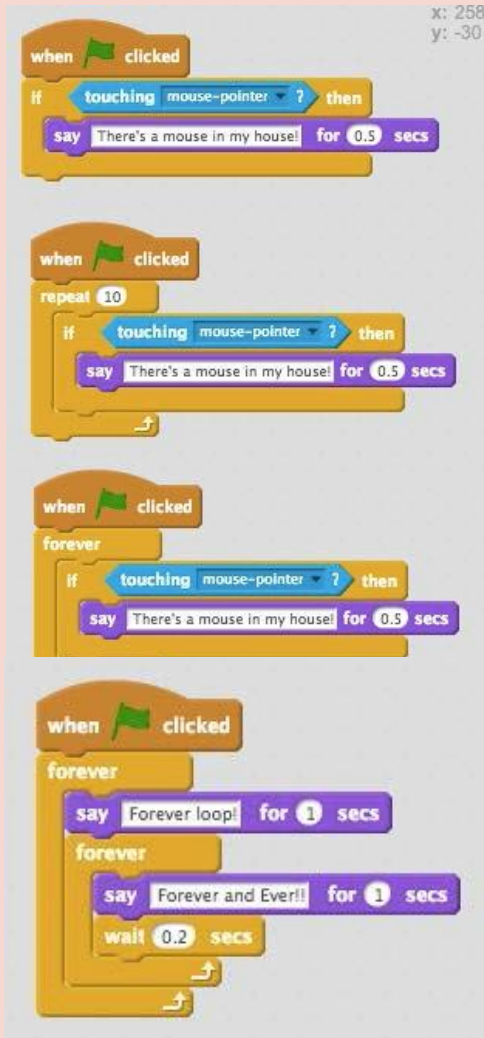 x: 258
y: -30
when clicked
if touching mouse-pointer ? then
say There's a mouse in my house! for 0.5 secs
when clicked
repeat 10
if touching mouse-pointer ? then
say There's a mouse in my house! for 0.5 secs
when clicked
forever
if touching mouse-pointer ? then
say There's a mouse in my house! for 0.5 secs
when clicked
forever
say Forever loop! for 1 secs
forever
say Forever and Ever!! for 1 secs
wait 0.2 secs